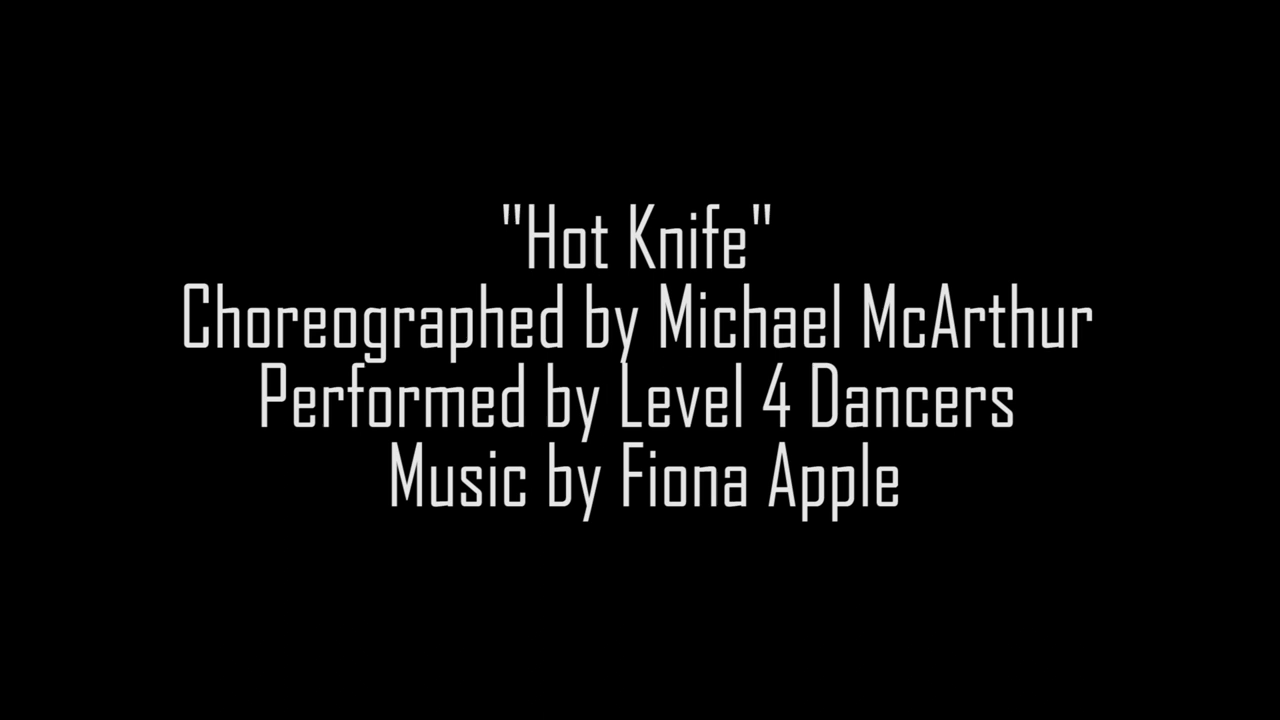 "Hot Knife"
Choreographed by Michael McArthur
Performed by Level 4 Dancers
Music by Fiona Apple